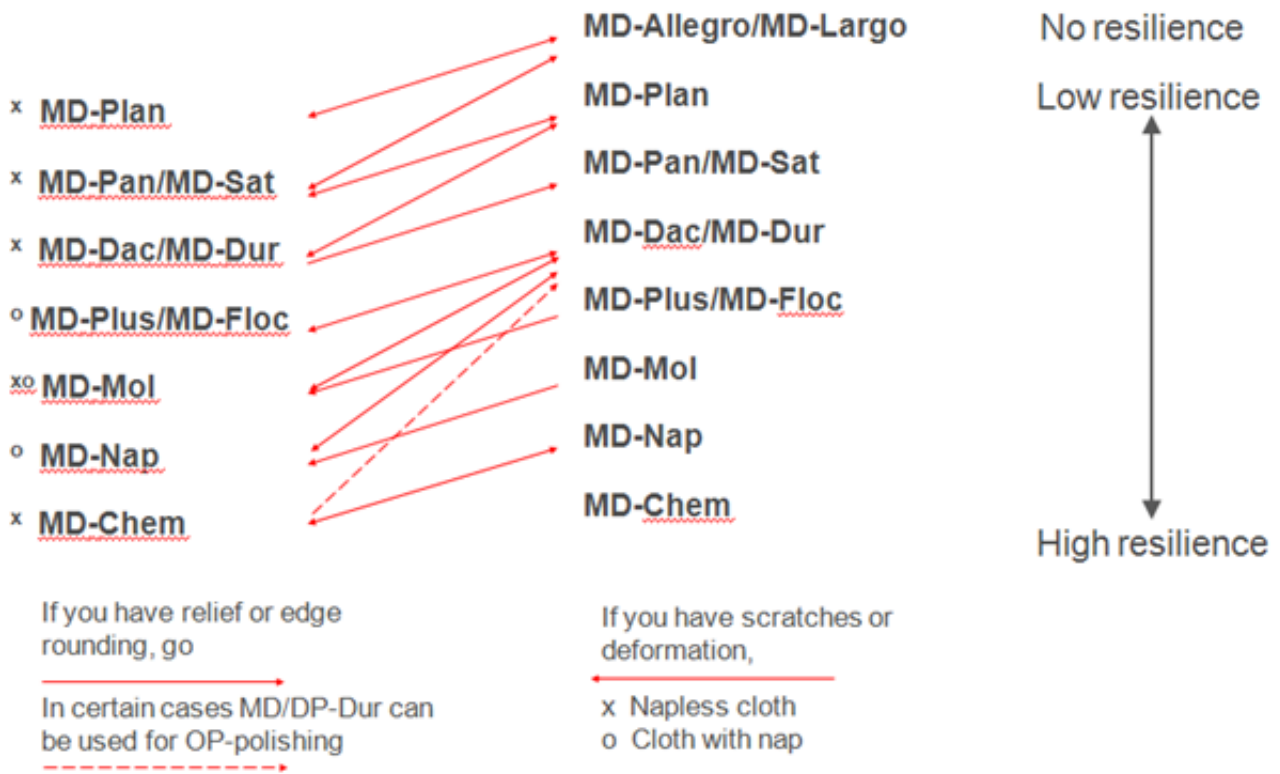 MD-Allegro/MD-Largo
No resilience
x MD-Plan
MD-Plan
Low resilience
x MD-Pan/MD-Sat
MD-Pan/MD-Sat
x MD-Dac/MD-Dur
MD-Dac/MD-Dur
o MD-Plus/MD-Floc
MD-Plus/MD-Floc
xo MD-Mol
MD-Mol
o MD-Nap
MD-Nap
x MD-Chem
MD-Chem
High resilience
If you have relief or edge
rounding, go
In certain cases MD/DP-Dur can
be used for OP-polishing
If you have scratches or
deformation,
x Napless cloth
o Cloth with nap